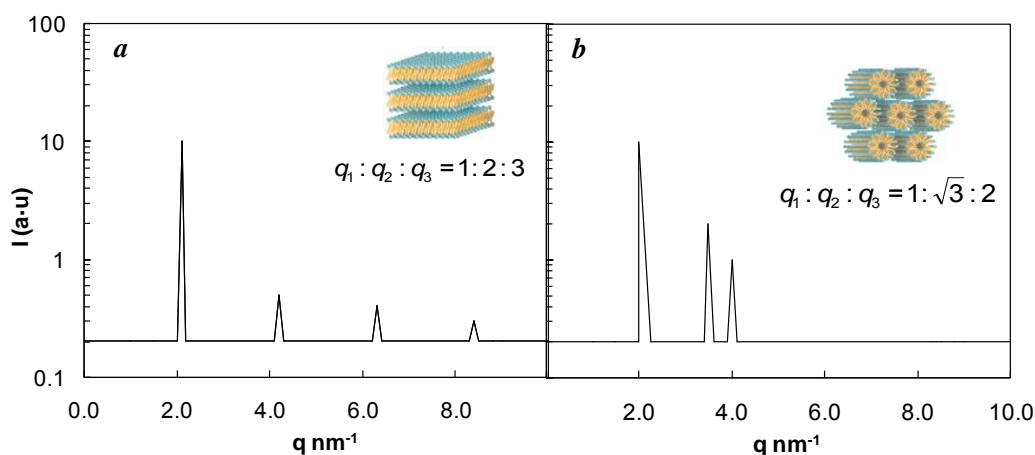 100
10
1
0.1
I (a·u)
a
q₁ : q₂ : q₃ = 1 : 2 : 3
0.0 2.0 4.0 6.0 8.0
q nm⁻¹
b
q₁ : q₂ : q₃ = 1 : √3 : 2
2.0 4.0 6.0 8.0 10.0
q nm⁻¹